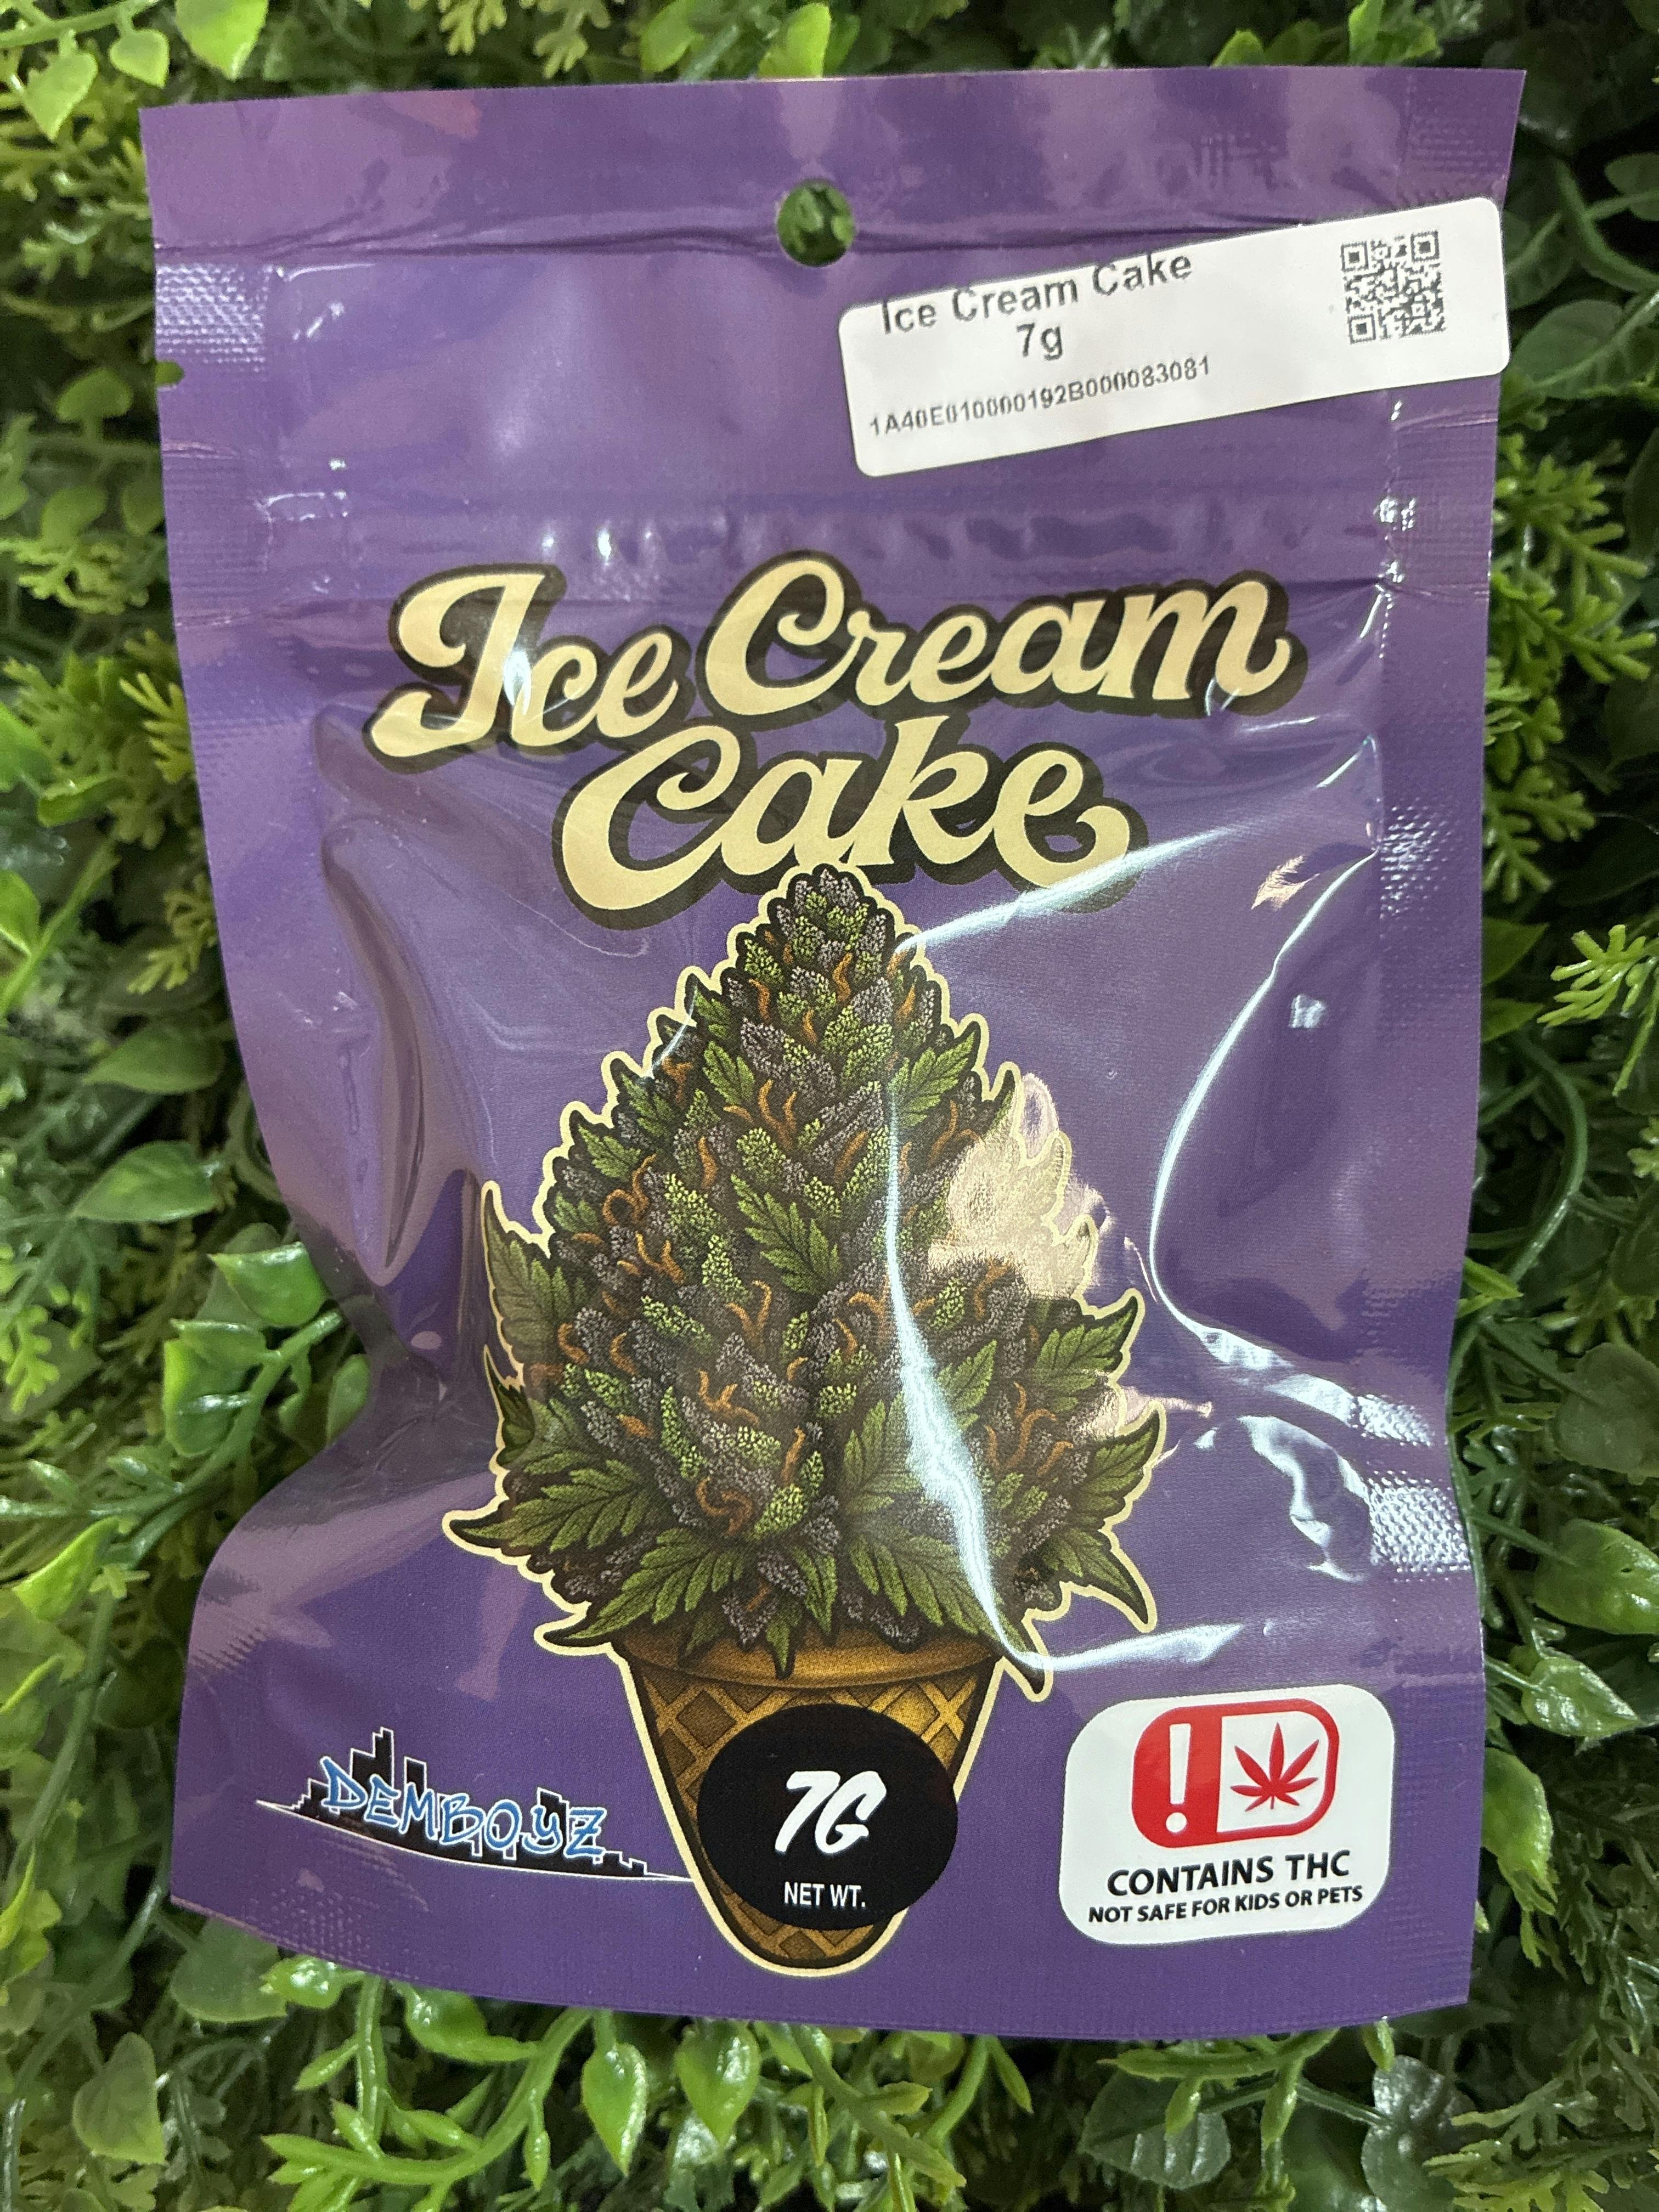 Ice Cream Cake
7g
1A40E010000192B000083081
Ice Cream
Cake
DEMBOYZ
7G
NET WT.
!
CONTAINS THC
NOT SAFE FOR KIDS OR PETS